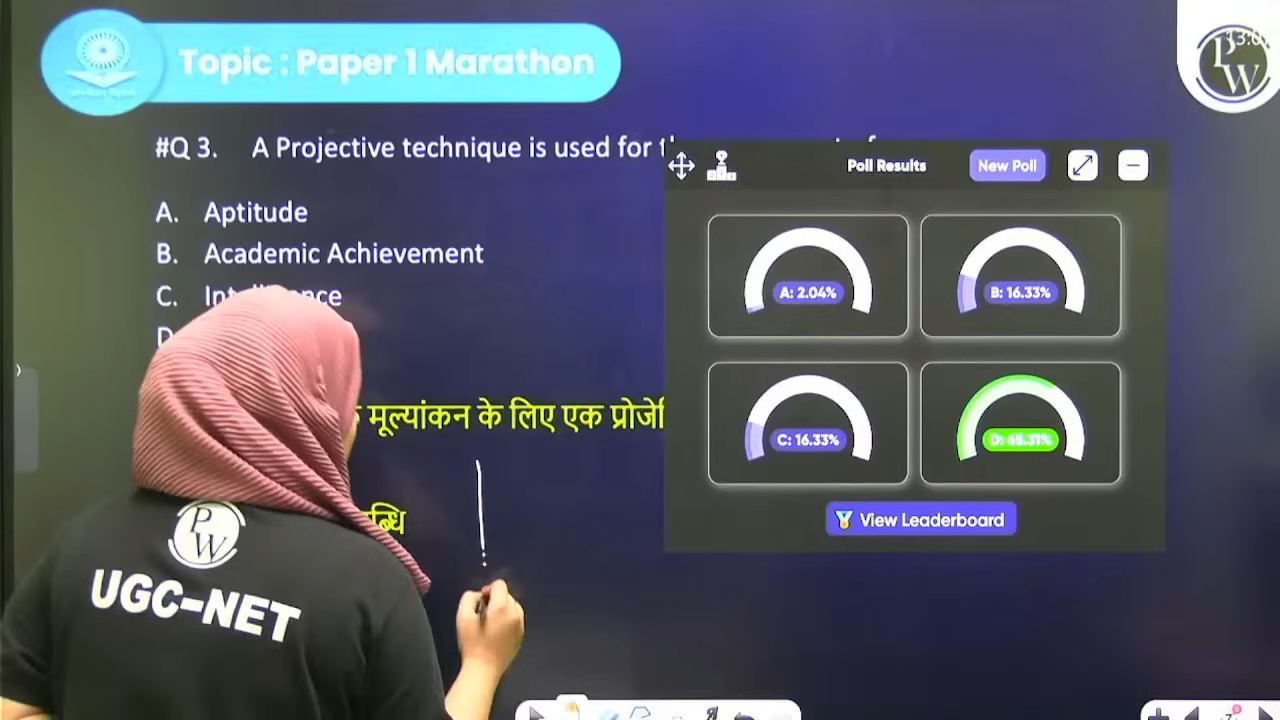 Topic : Paper 1 Marathon
PW
#Q 3. A Projective technique is used for
A. Aptitude
B. Academic Achievement
C.
मूल्यांकन के लिए एक
Poll Results
New Poll
A: 2.04%
B: 16.33%
C: 16.33%
D: 65.31%
View Leaderboard
PW
UGC-NET